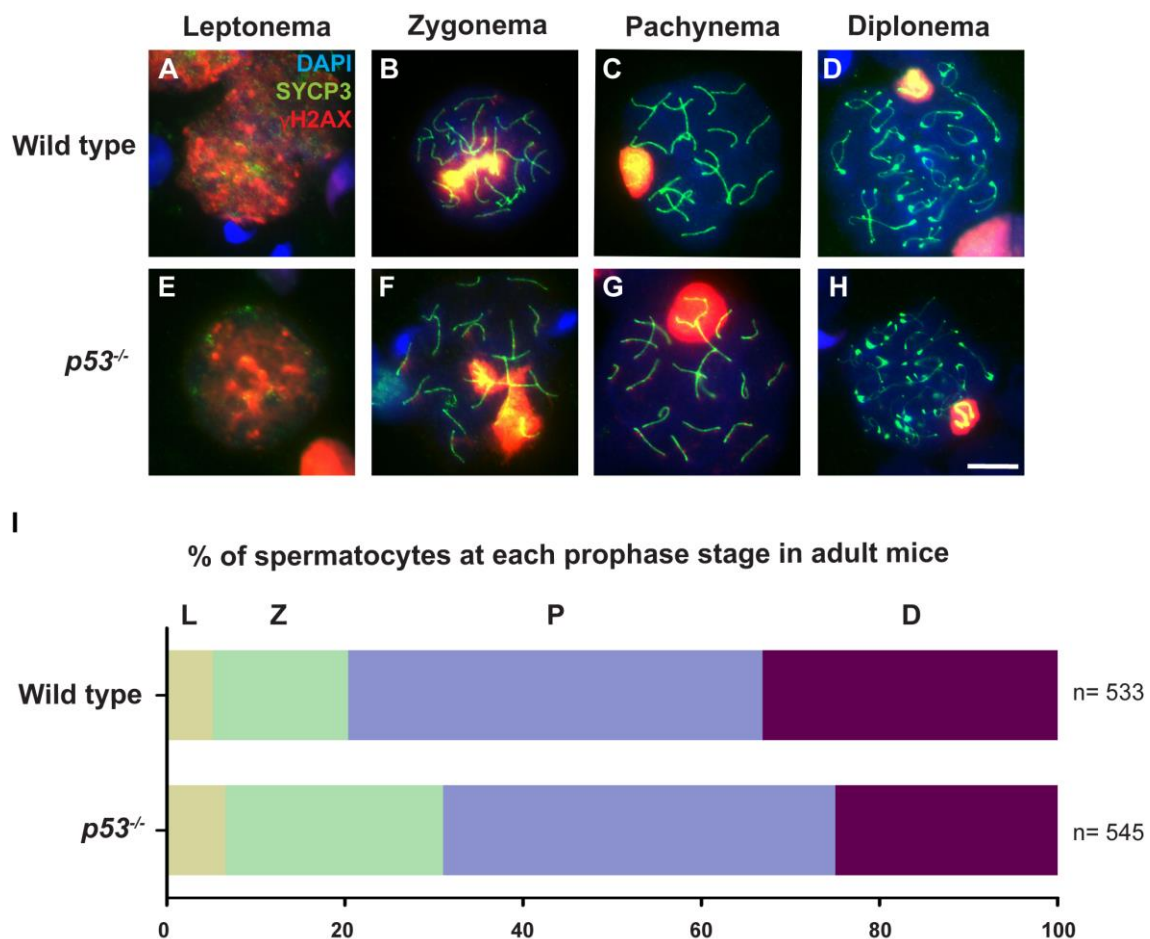 Leptonema Zygonema Pachynema Diplonema
Wild type
A DAPI
SYCP3
γH2AX
B
C
D
p53-/-
E
F
G
H
I
% of spermatocytes at each prophase stage in adult mice
L Z P D
Wild type n= 533
p53-/- n= 545
0 20 40 60 80 100